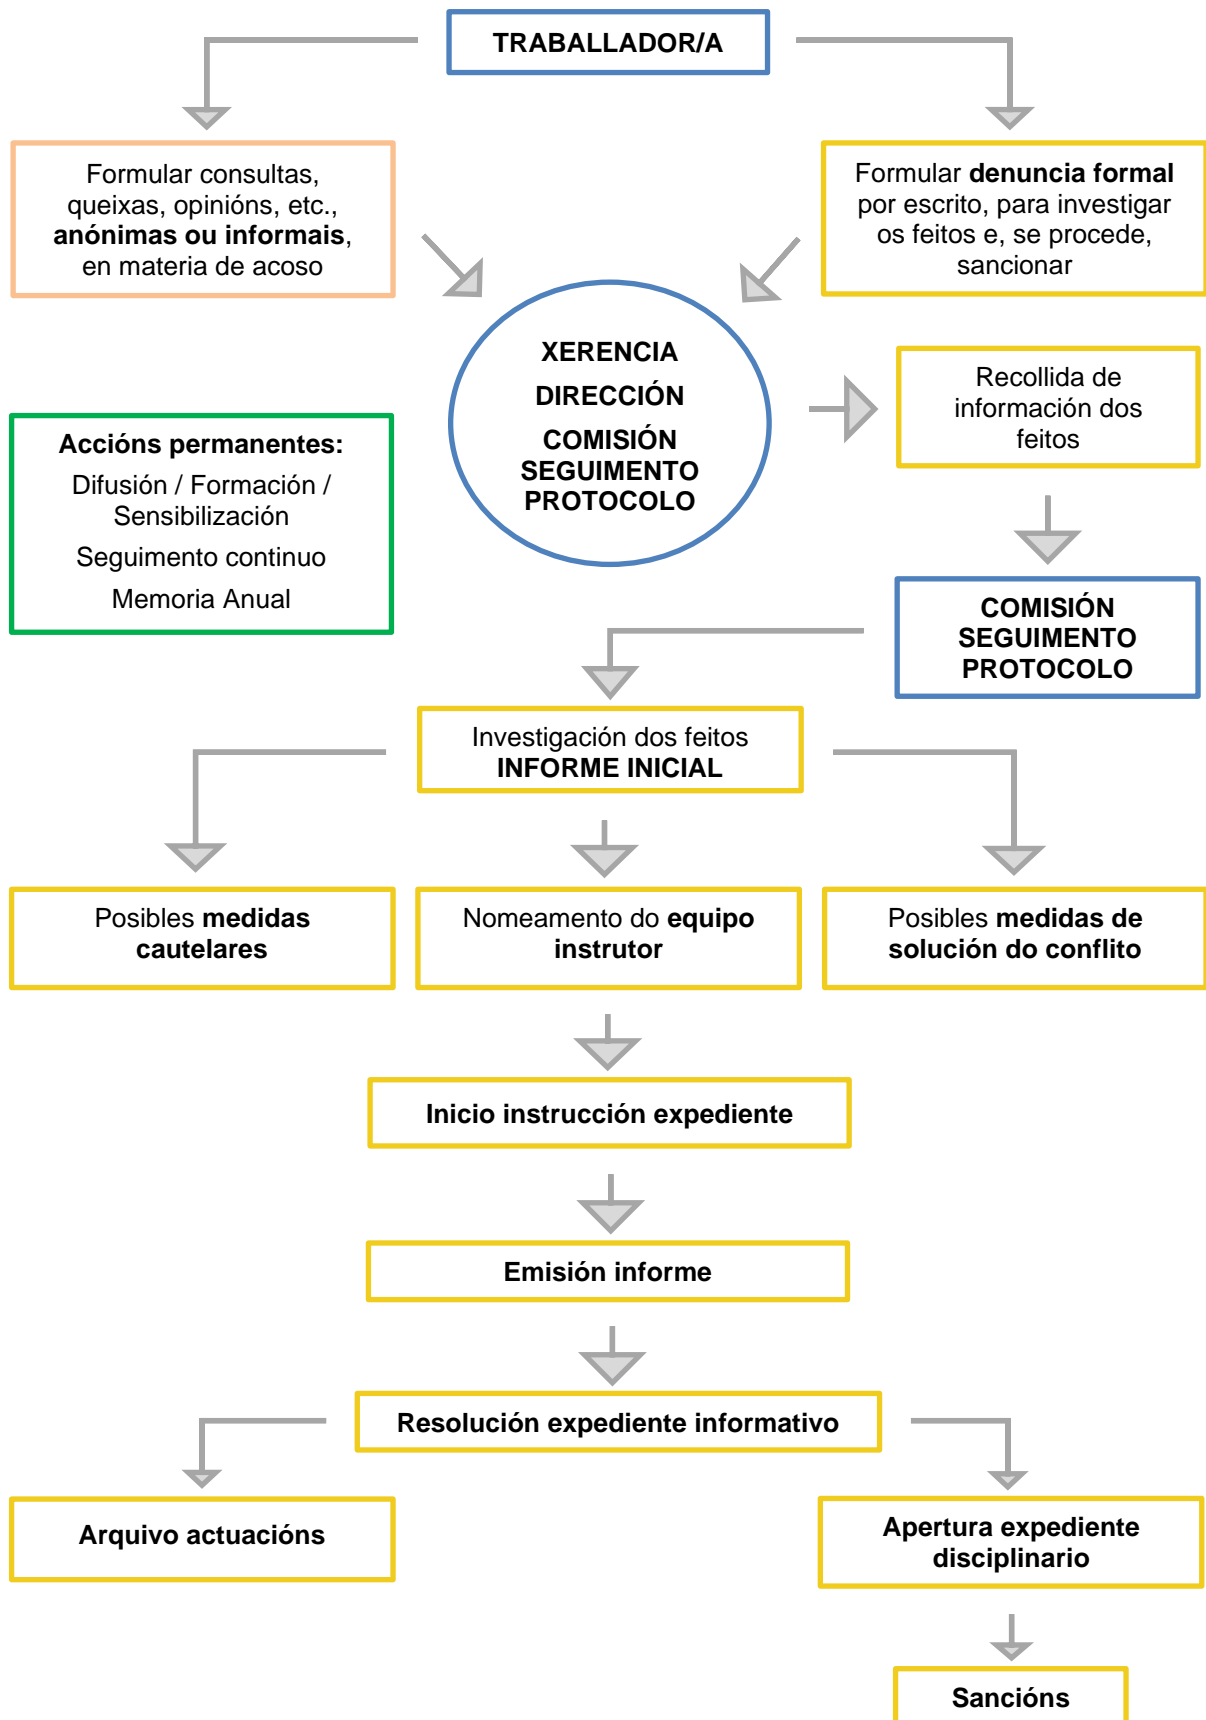 TRABALLADOR/A
Formular consultas,
queixas, opinións, etc.,
anónimas ou informais,
en materia de acoso
Formular denuncia formal
por escrito, para investigar
os feitos e, se procede,
sancionar
XERENCIA
DIRECCIÓN
COMISIÓN
SEGUIMENTO
PROTOCOLO
Recollida de
información dos
feitos
Accións permanentes:
Difusión / Formación /
Sensibilización
Seguimento continuo
Memoria Anual
COMISIÓN
SEGUIMENTO
PROTOCOLO
Investigación dos feitos
INFORME INICIAL
Posibles medidas
cautelares
Nomeamento do equipo
instrutor
Posibles medidas de
solución do conflito
Inicio instrucción expediente
Emisión informe
Resolución expediente informativo
Arquivo actuacións
Apertura expediente
disciplinario
Sancións